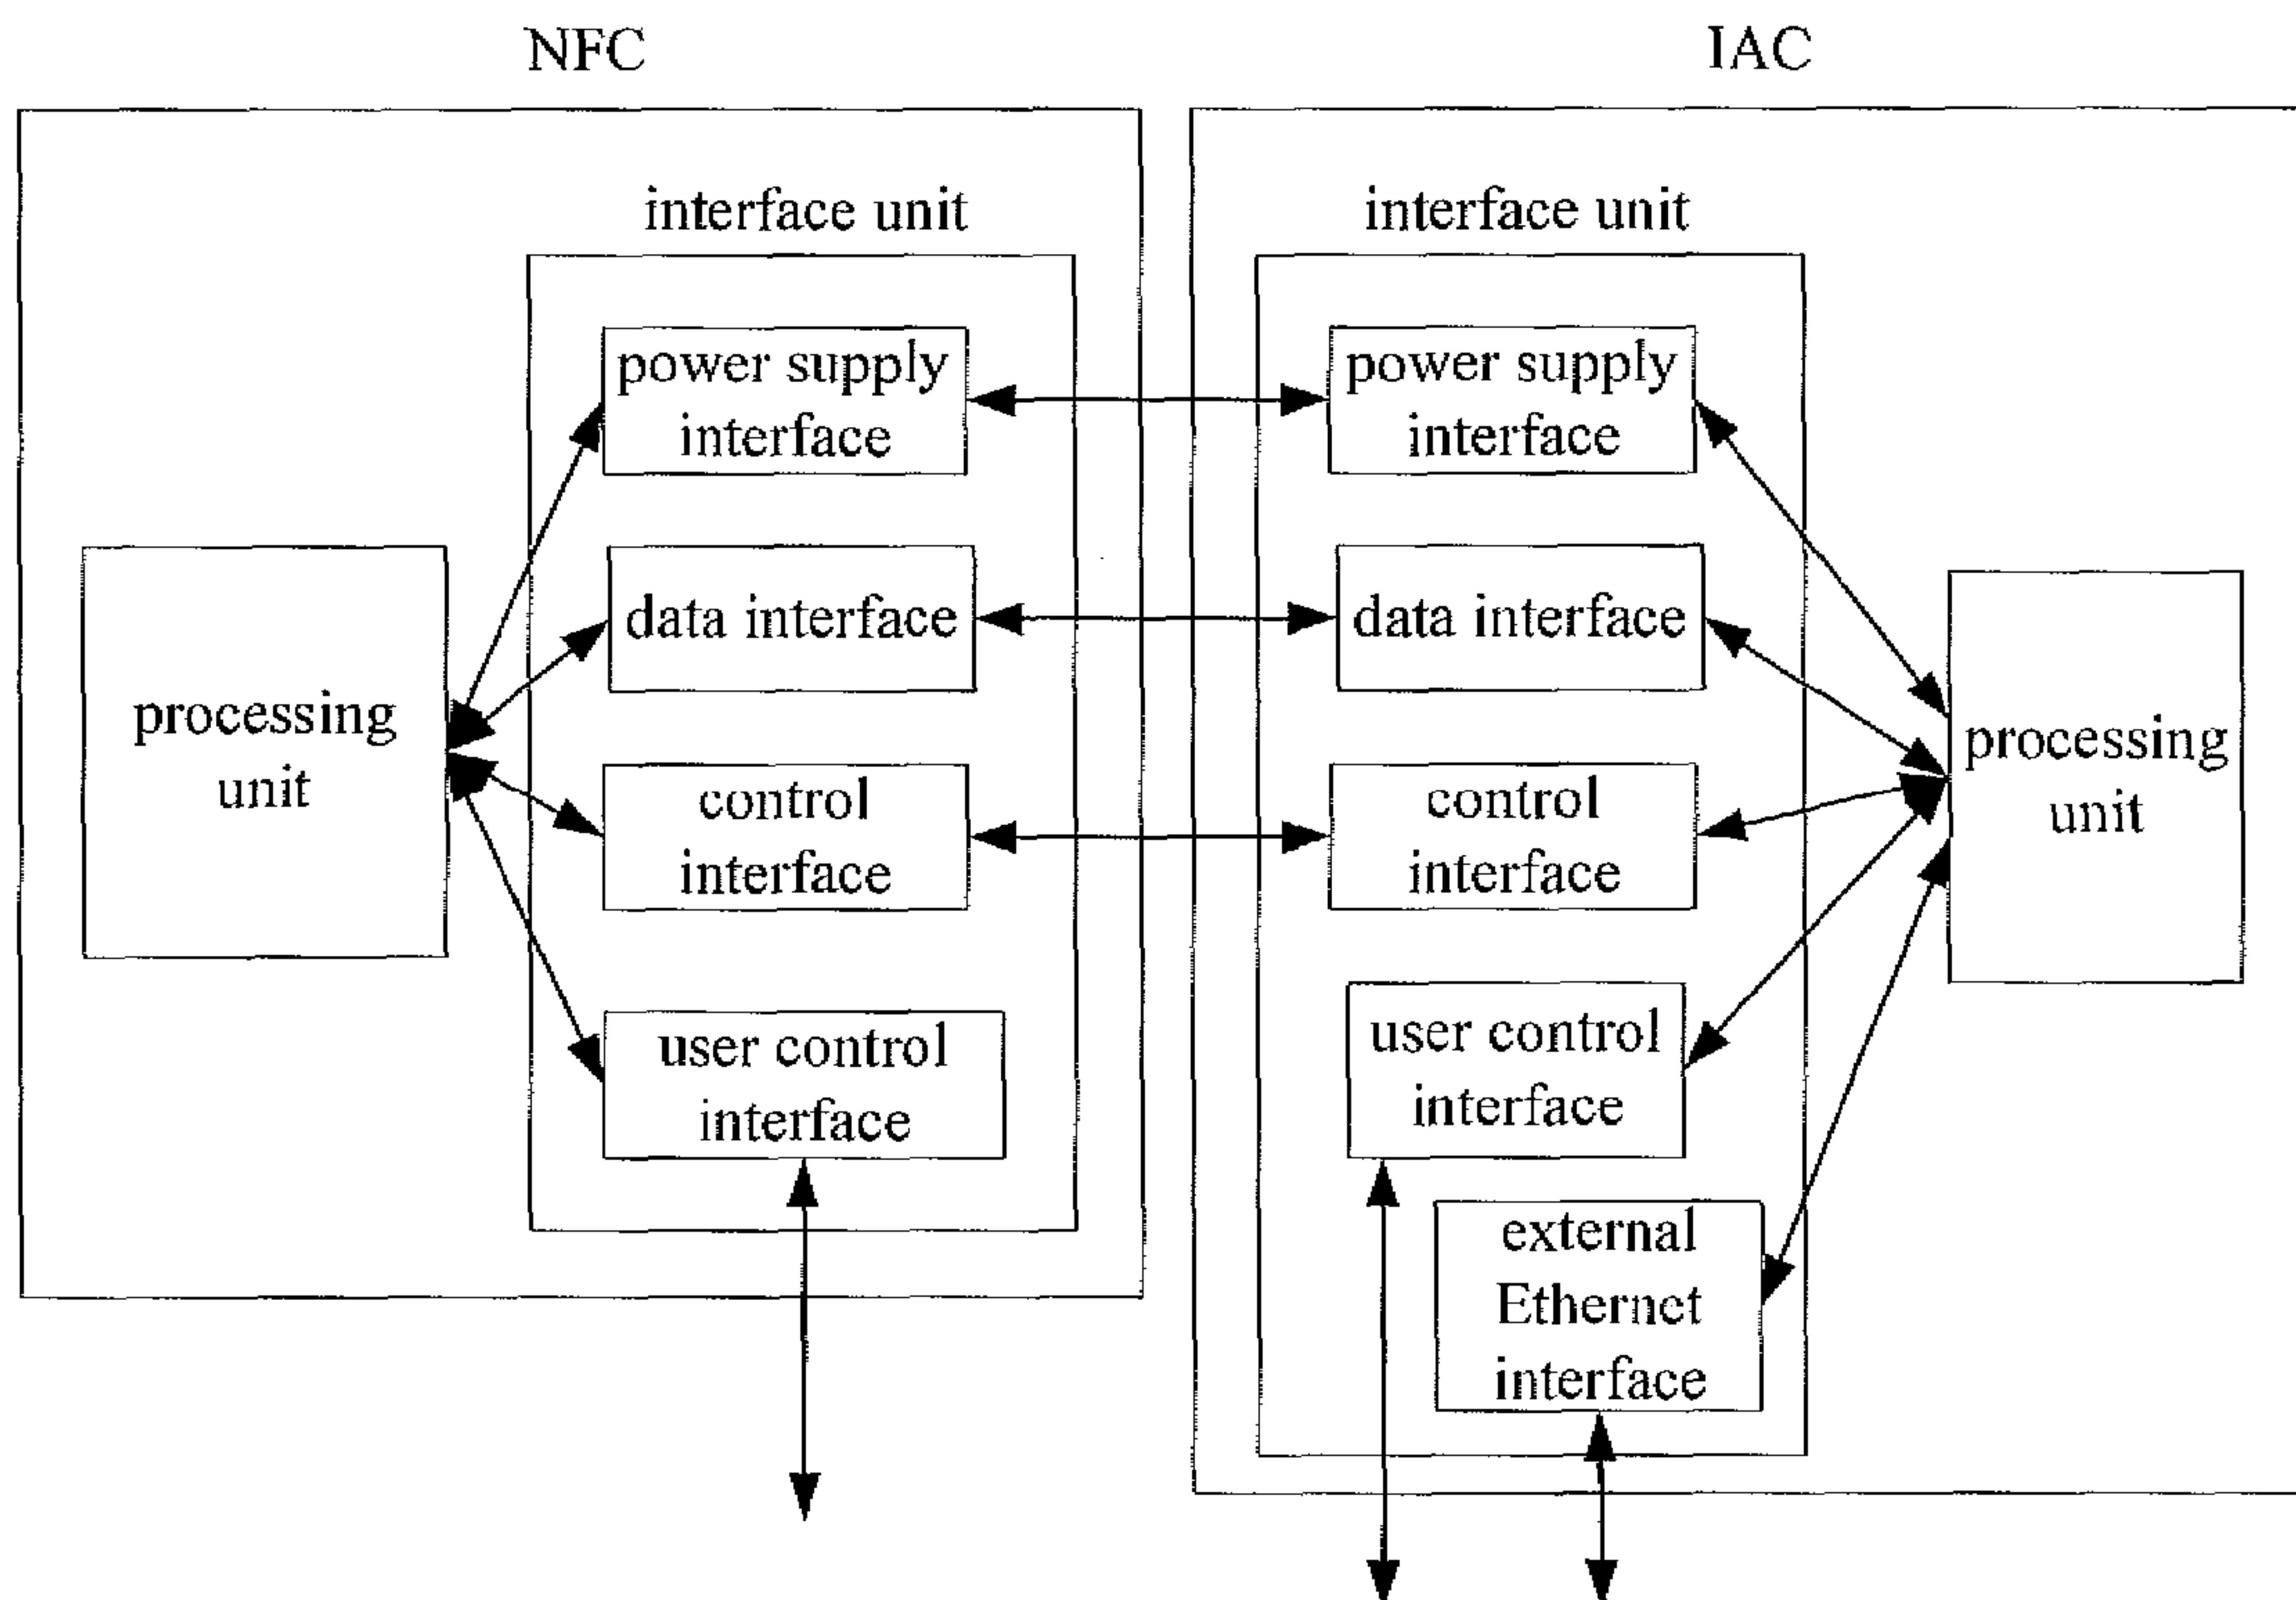 NFC
IAC
interface unit
interface unit
power supply
interface
power supply
interface
data interface
data interface
processing
unit
processing
unit
control
interface
control
interface
user control
interface
user control
interface
external
Ethernet
interface